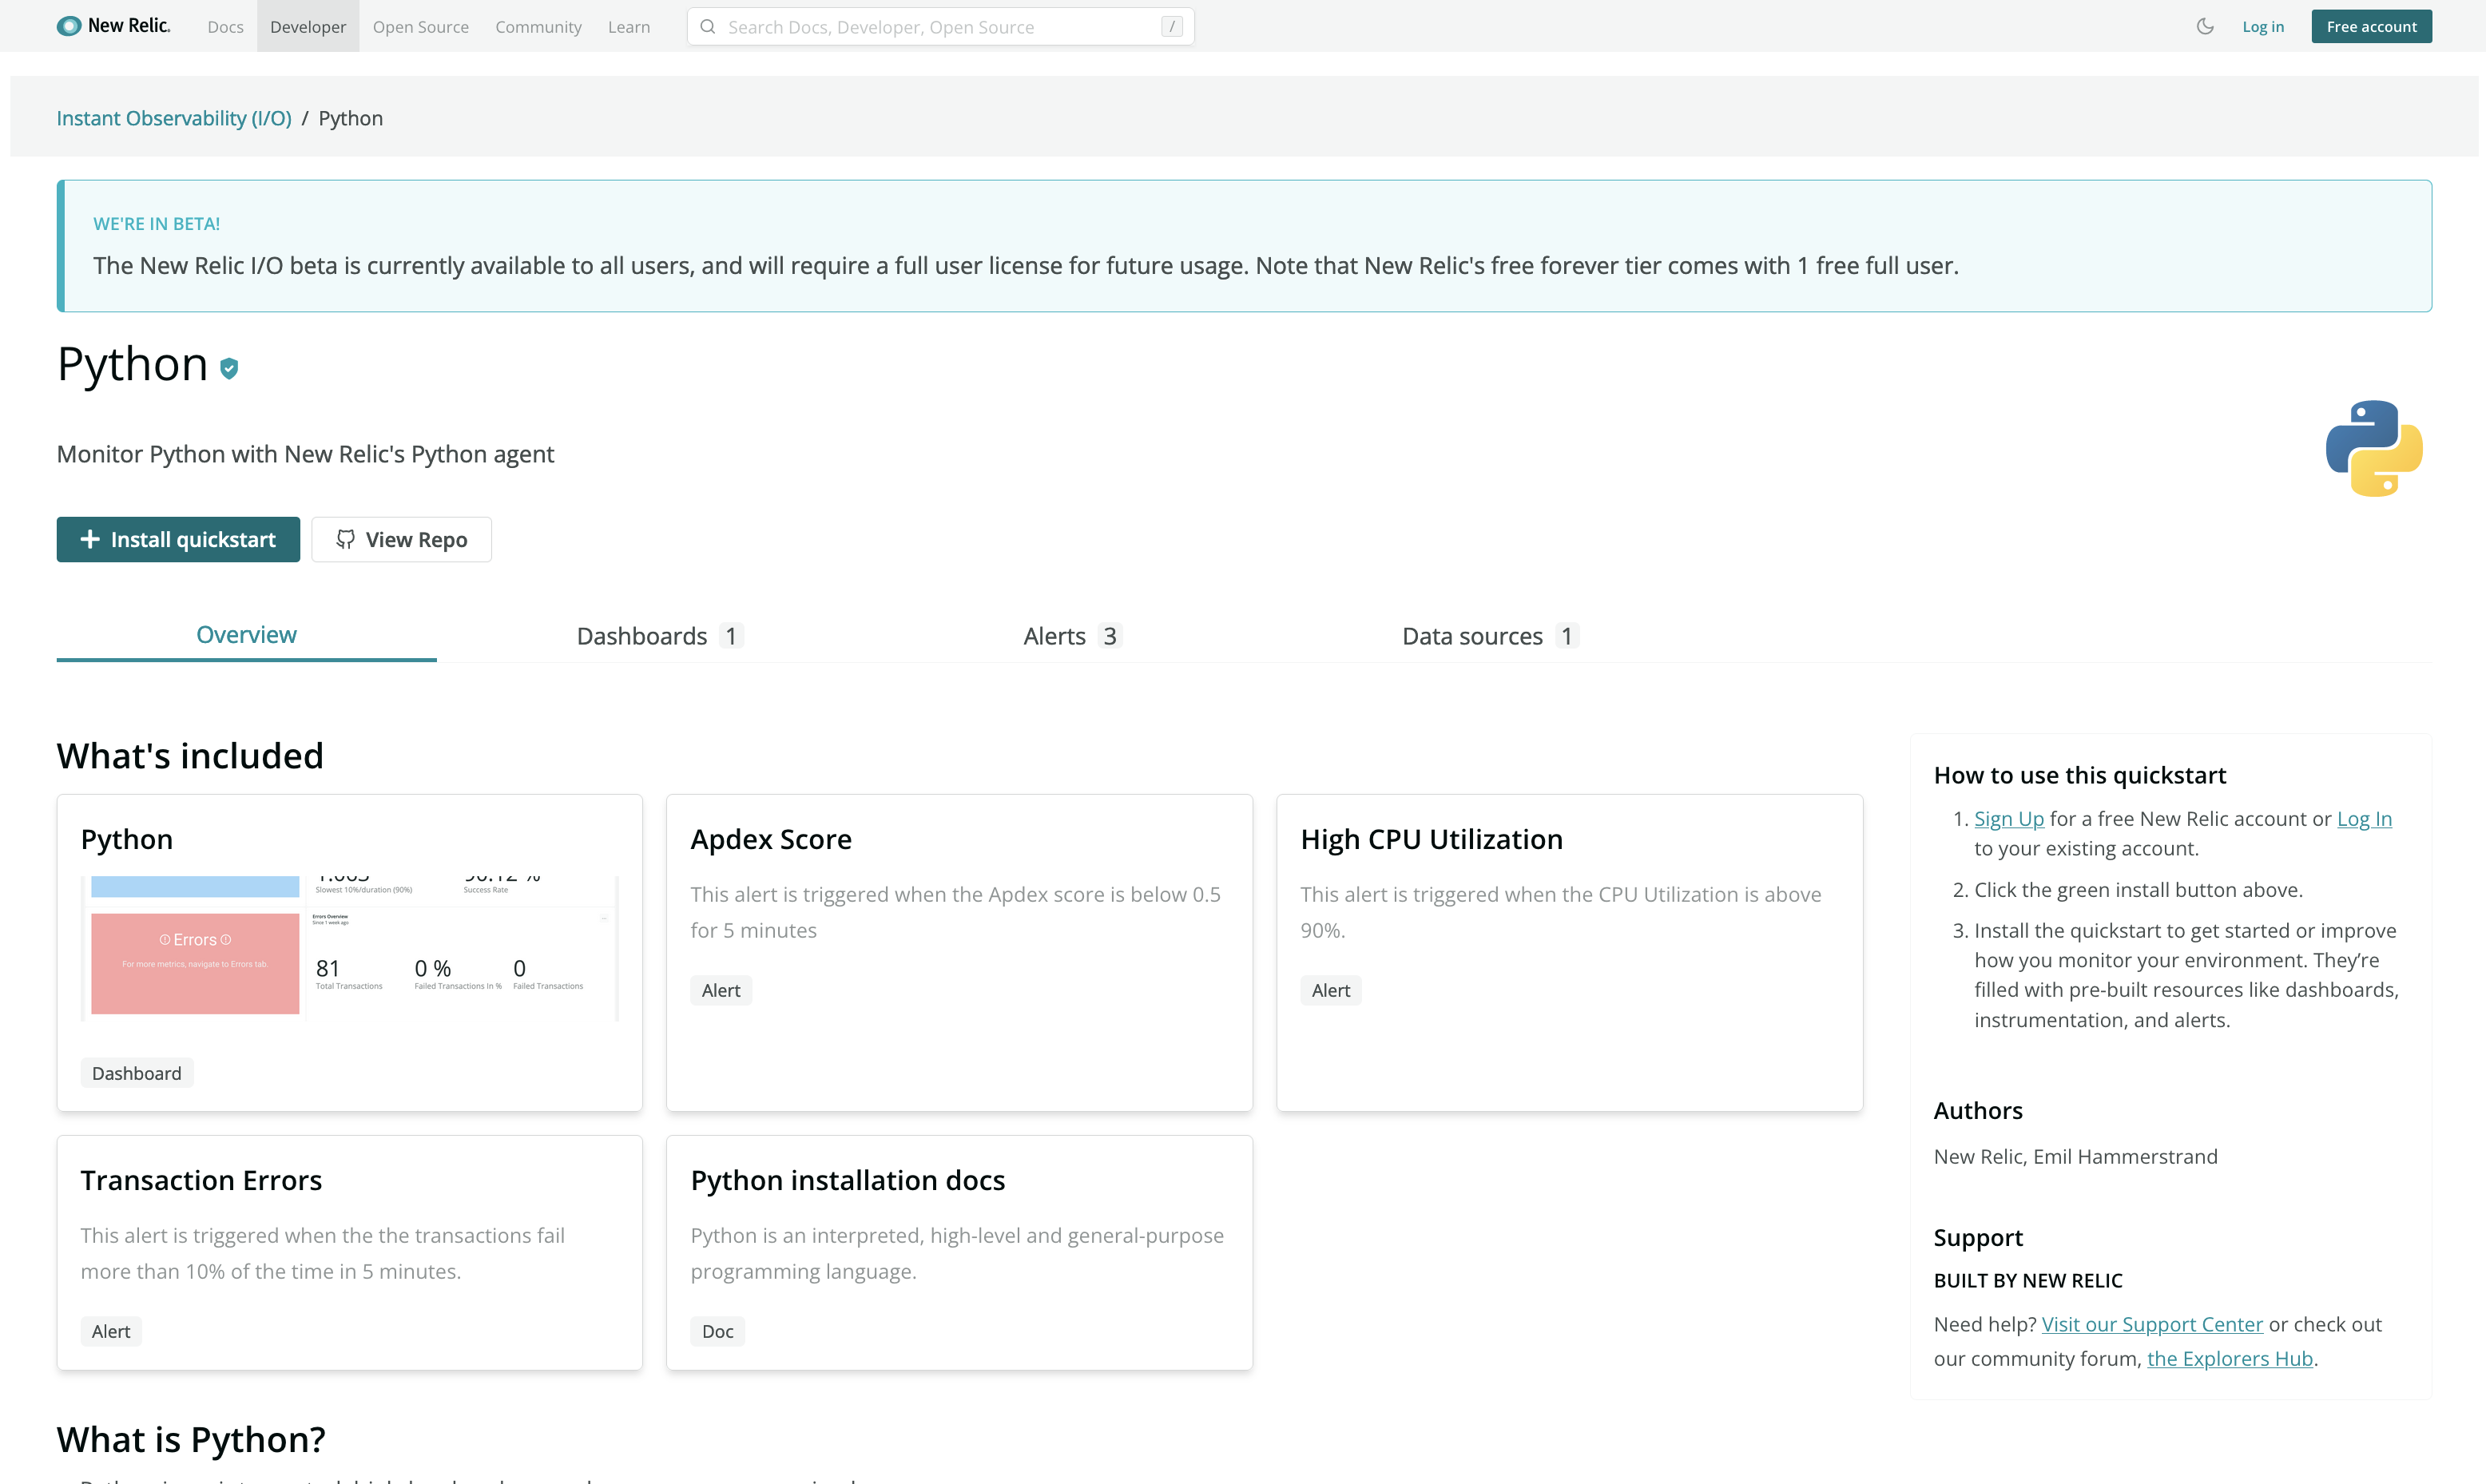 New Relic.
Docs
Developer
Open Source
Community
Learn
Search Docs, Developer, Open Source
/
Log in
Free account
Instant Observability (I/O) / Python
WE'RE IN BETA!
The New Relic I/O beta is currently available to all users, and will require a full user license for future usage. Note that New Relic's free forever tier comes with 1 free full user.
Python
Monitor Python with New Relic's Python agent
Install quickstart
View Repo
Overview
Dashboards 1
Alerts 3
Data sources 1
What's included
Python
Slowest 10%/duration (90%)
Success Rate
Errors Overview
Since 1 week ago
Errors
For more metrics, navigate to Errors tab
81
0 %
0
Total Transactions
Failed Transactions In %
Failed Transactions
Dashboard
Apdex Score
This alert is triggered when the Apdex score is below 0.5
for 5 minutes
Alert
High CPU Utilization
This alert is triggered when the CPU Utilization is above
90%.
Alert
Transaction Errors
This alert is triggered when the the transactions fail
more than 10% of the time in 5 minutes.
Alert
Python installation docs
Python is an interpreted, high-level and general-purpose
programming language.
Doc
How to use this quickstart
1. Sign Up for a free New Relic account or Log In
to your existing account.
2. Click the green install button above.
3. Install the quickstart to get started or improve
how you monitor your environment. They’re
filled with pre-built resources like dashboards,
instrumentation, and alerts.
Authors
New Relic, Emil Hammerstrand
Support
BUILT BY NEW RELIC
Need help? Visit our Support Center or check out
our community forum, the Explorers Hub.
What is Python?